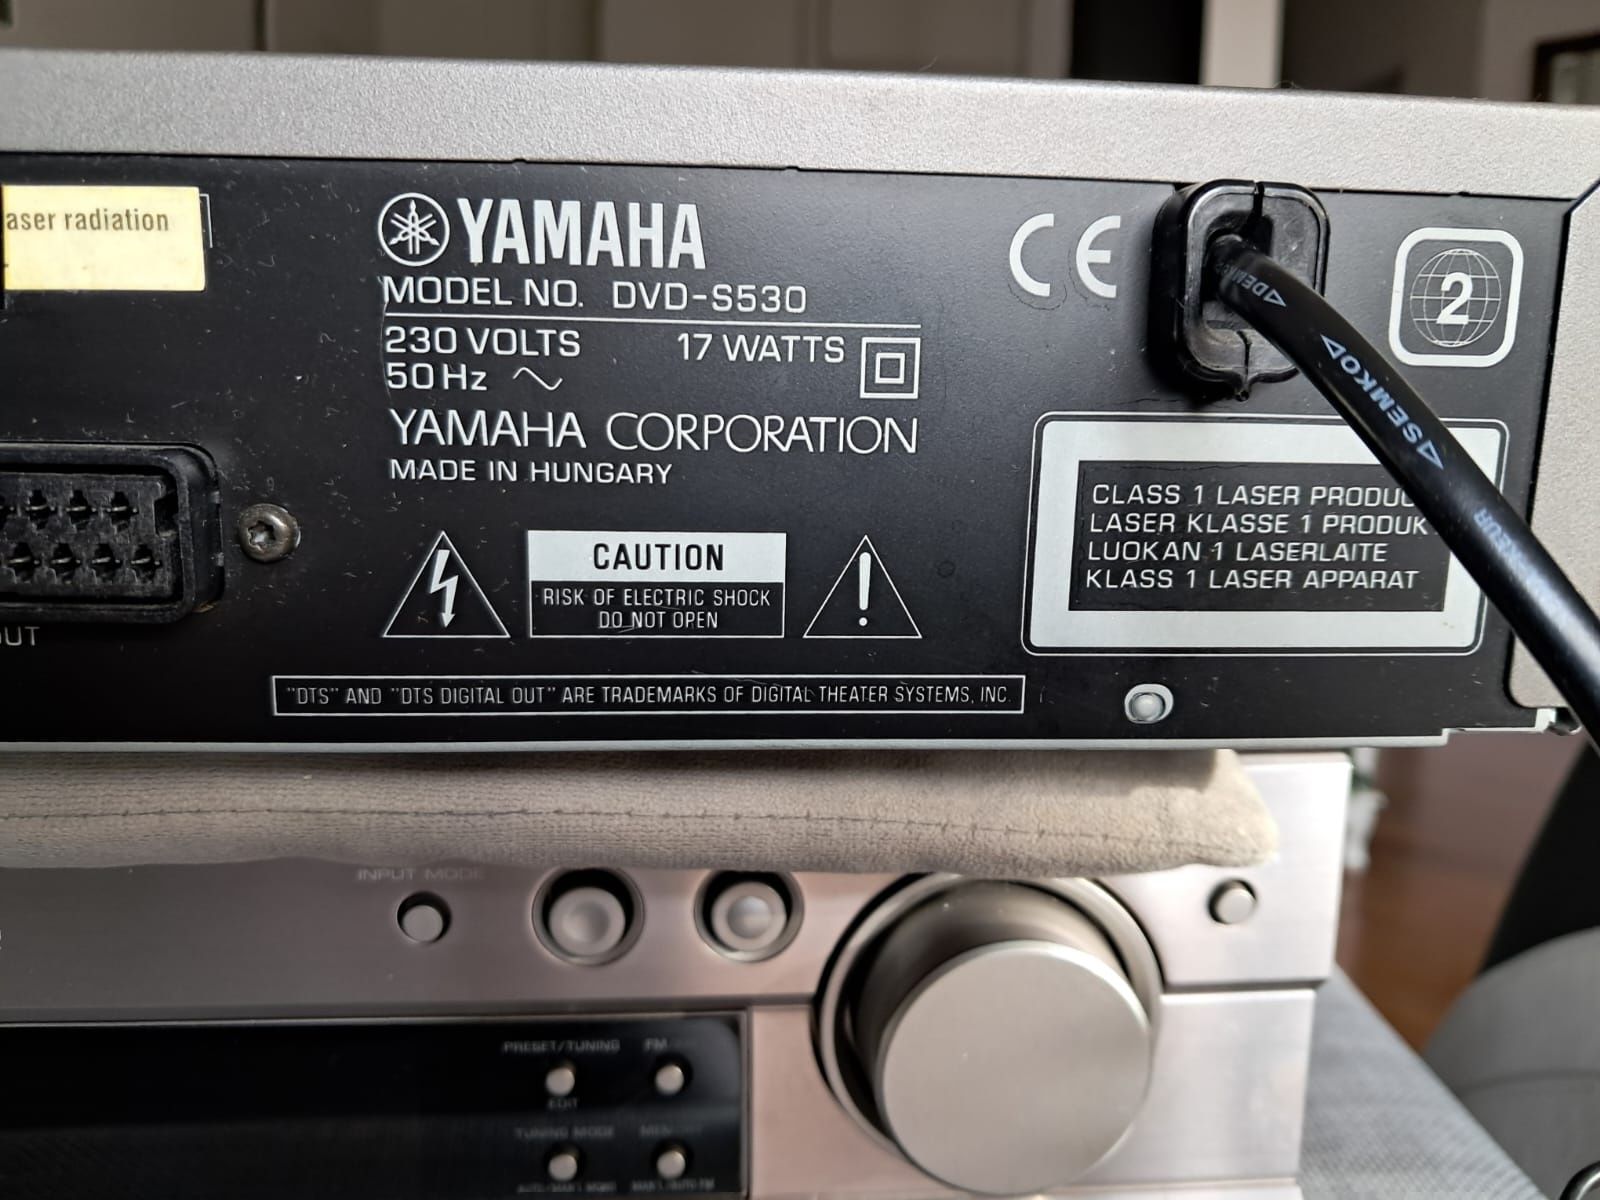 aser radiation
YAMAHA
MODEL NO. DVD-S530
230 VOLTS 17 WATTS
50 Hz
YAMAHA CORPORATION
MADE IN HUNGARY
CE
2
SEMKO
CLASS 1 LASER PRODUC
LASER KLASSE 1 PRODUK
LUOKAN 1 LASERLAITE
KLASS 1 LASER APPARAT
CAUTION
RISK OF ELECTRIC SHOCK
DO NOT OPEN
OUT
"DTS" AND "DTS DIGITAL OUT" ARE TRADEMARKS OF DIGITAL THEATER SYSTEMS, INC.
INPUT MODE
PRESET/TUNING FM
EDIT
TUNING MODE